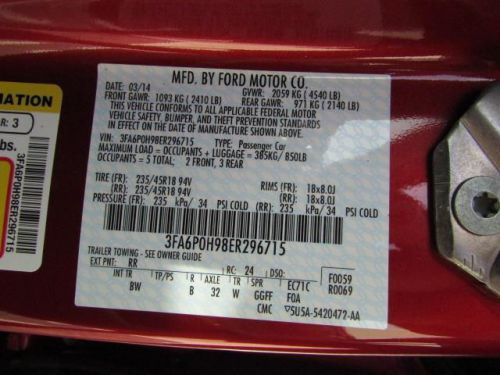 MFD. BY FORD MOTOR CO.
DATE: 03/14 GVWR: 2059 KG ( 4540 LB)
FRONT GAWR: 1093 KG ( 2410 LB) REAR GAWR: 971 KG ( 2140 LB)
THIS VEHICLE CONFORMS TO ALL APPLICABLE FEDERAL MOTOR
VEHICLE SAFETY, BUMPER, AND THEFT PREVENTION STANDARDS
IN EFFECT ON THE DATE OF MANUFACTURE SHOWN ABOVE.
VIN: 3FA6P0H98ER296715 TYPE: Passenger Car
MAXIMUM LOAD = OCCUPANTS + LUGGAGE = 385KG/850LB
OCCUPANTS = 5 TOTAL; 2 FRONT, 3 REAR
TIRE (FR): 235/45R18 94V RIMS (FR): 18x8.0J
(RR): 235/45R18 94V (RR): 18x8.0J
PRESSURE (FR): 235 kPa/ 34 PSI COLD (RR): 235 kPa/ 34 PSI COLD
3FA6P0H98ER296715
TRAILER TOWING - SEE OWNER GUIDE
EXT PNT: RR RC: 24 DSO: F0059
R0069
INT TR TP/PS R AXLE TR SPR EC71C
BW B 32 W GGFF FOA
CMC 5U5A-5420472-AA
MATION
R: 3
bs.
3FA6P0H98ER296715